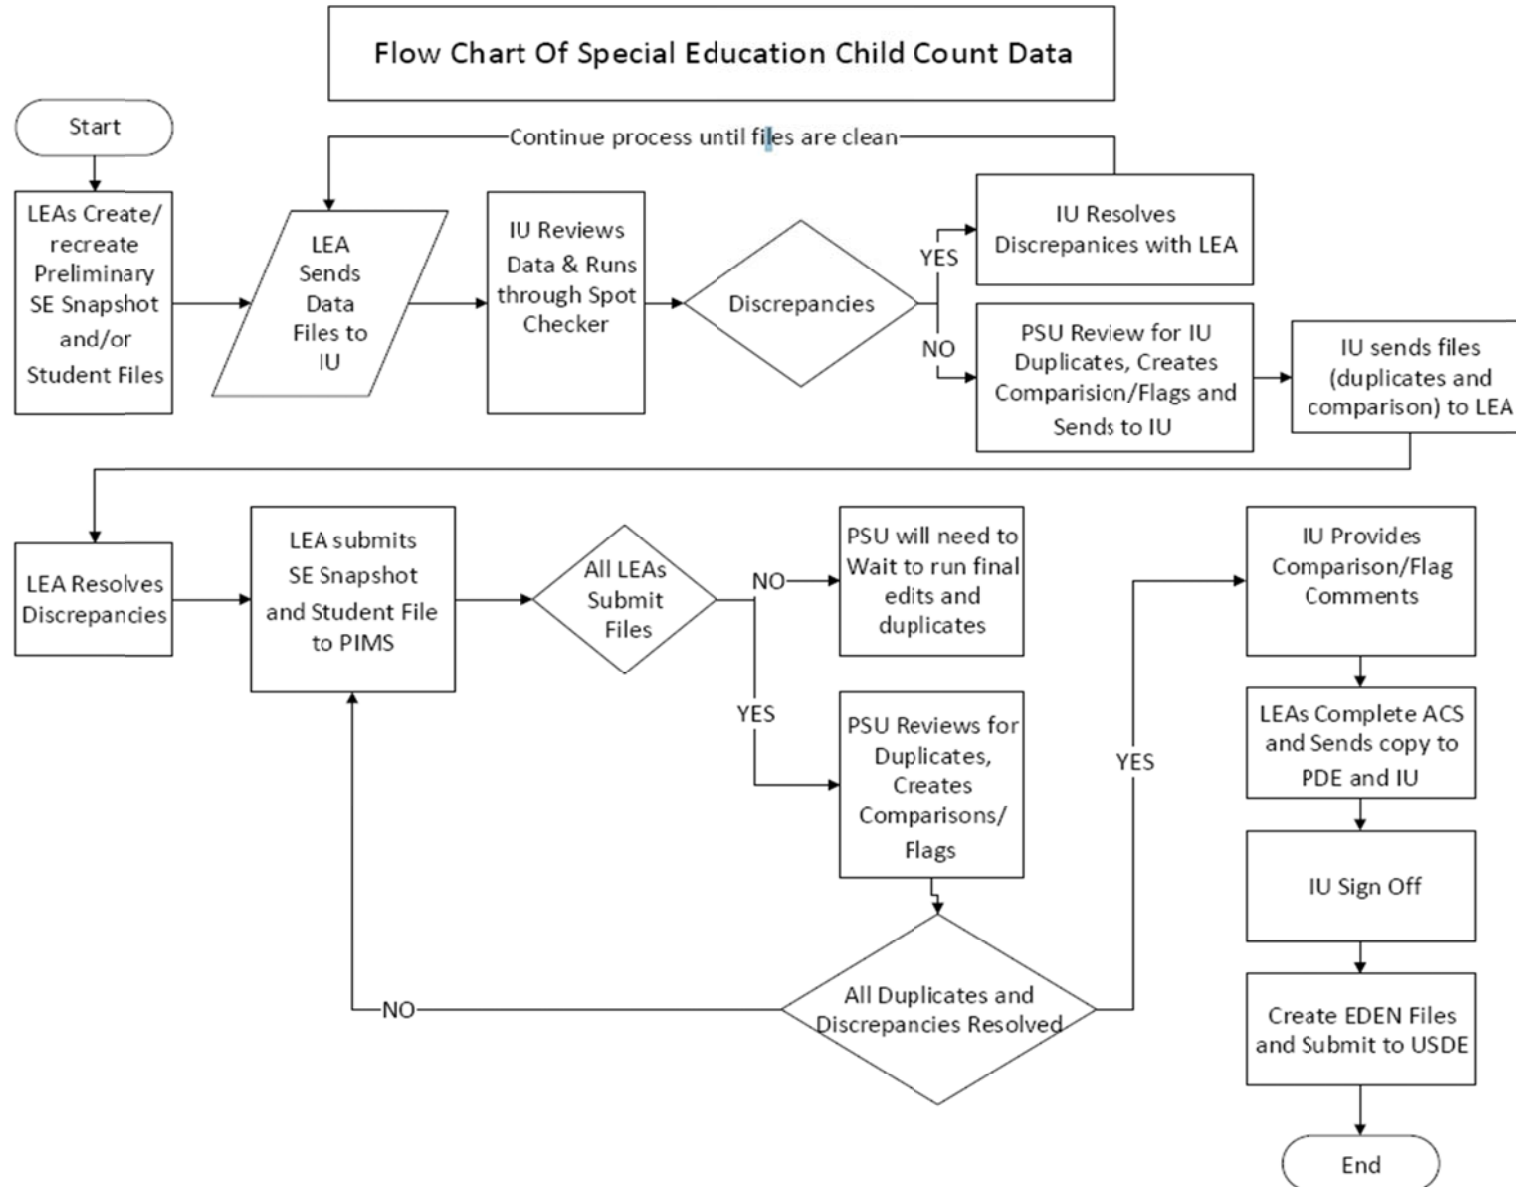 Flow Chart Of Special Education Child Count Data
Start
Continue process until files are clean
LEAs Create/
recreate
Preliminary
SE Snapshot
and/or
Student Files
LEA
Sends
Data
Files to
IU
IU Reviews
Data & Runs
through Spot
Checker
Discrepancies
YES
NO
IU Resolves
Discrepanices with LEA
PSU Review for IU
Duplicates, Creates
Comparision/Flags and
Sends to IU
IU sends files
(duplicates and
comparison) to LEA
LEA Resolves
Discrepancies
LEA submits
SE Snapshot
and Student File
to PIMS
All LEAs
Submit
Files
NO
YES
PSU will need to
Wait to run final
edits and
duplicates
PSU Reviews for
Duplicates,
Creates
Comparisons/
Flags
All Duplicates and
Discrepancies Resolved
NO
YES
IU Provides
Comparison/Flag
Comments
LEAs Complete ACS
and Sends copy to
PDE and IU
IU Sign Off
Create EDEN Files
and Submit to USDE
End